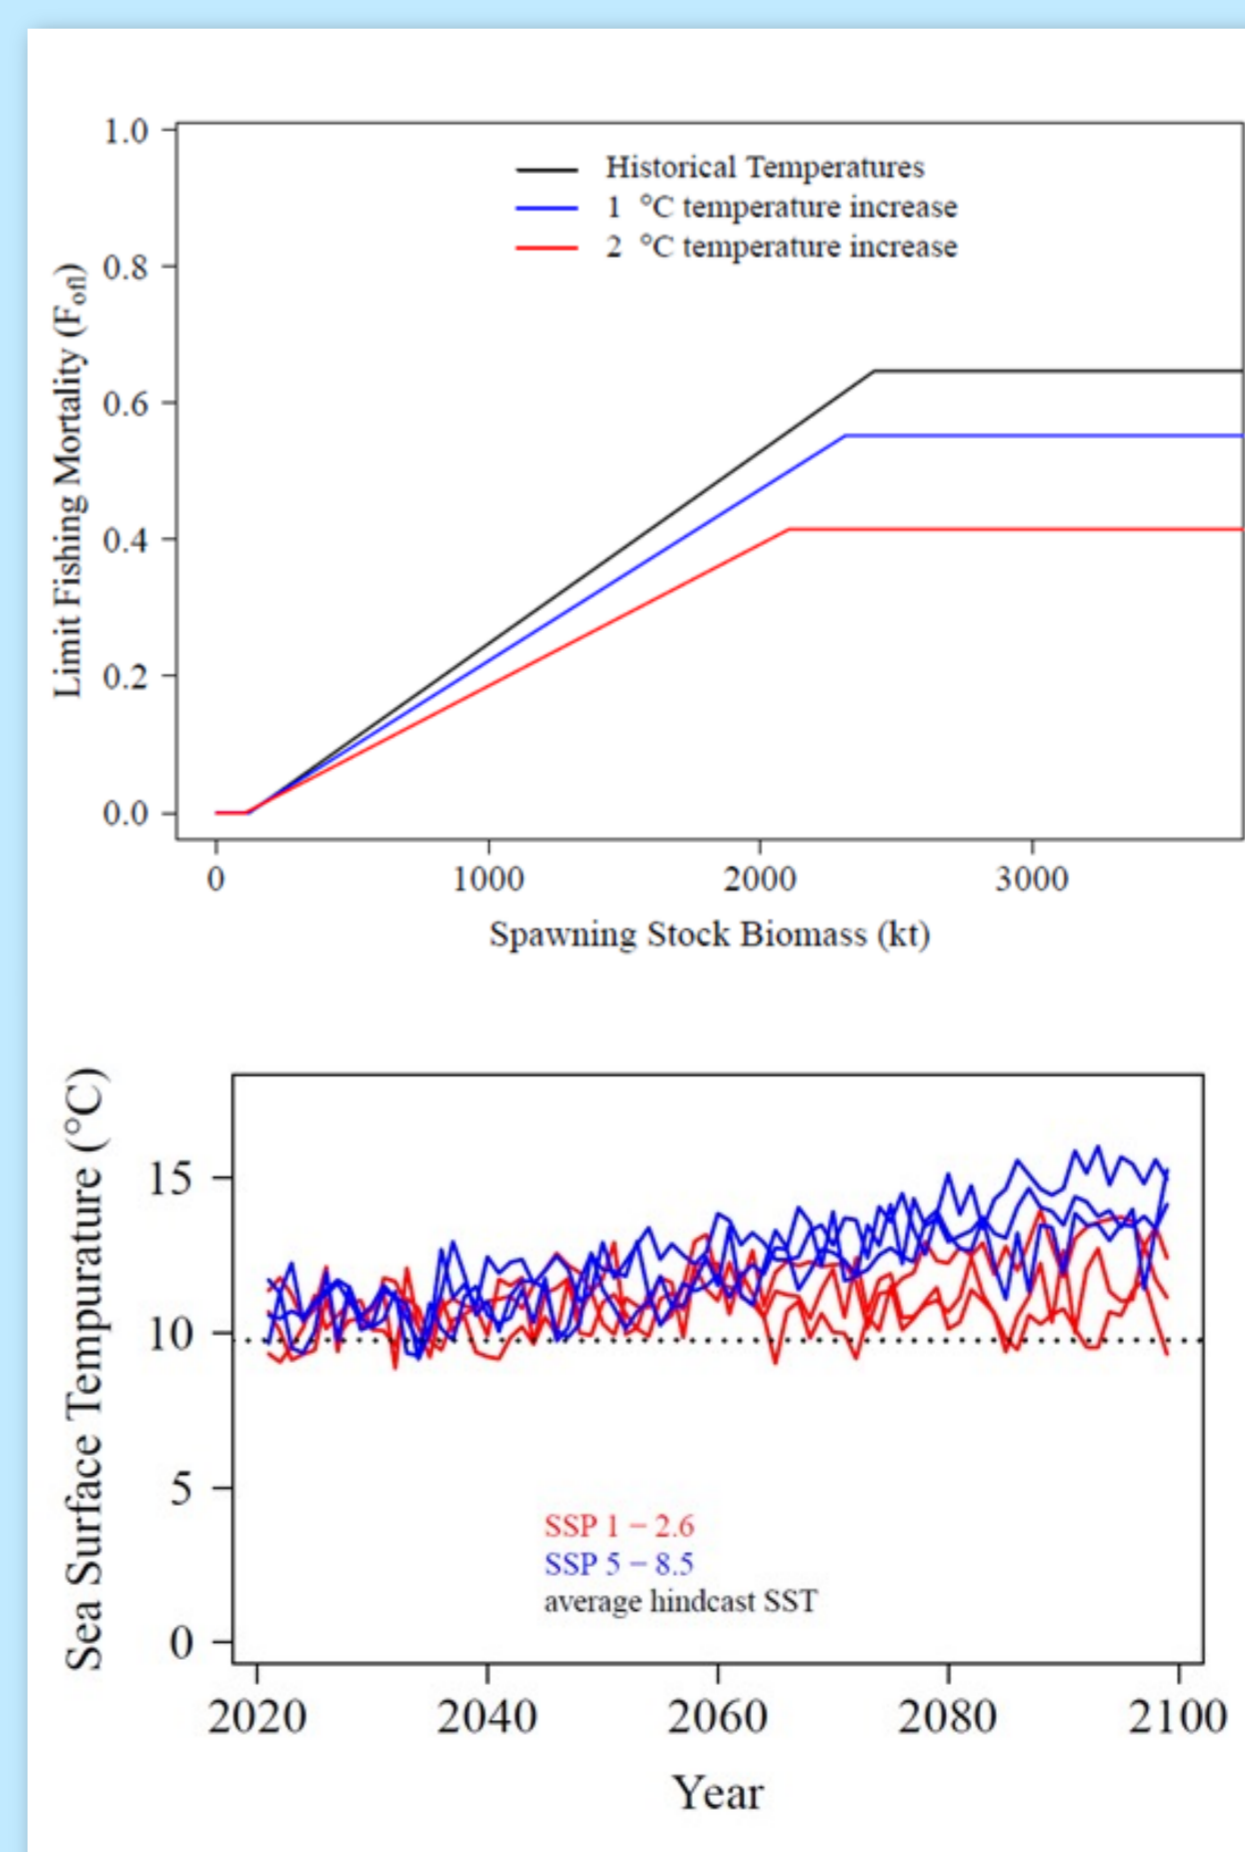 1.0
0.8
0.6
0.4
0.2
0.0
Limit Fishing Mortality (Fofl)
Historical Temperatures
1 °C temperature increase
2 °C temperature increase
0 1000 2000 3000
Spawning Stock Biomass (kt)
Sea Surface Tempurature (°C)
15
10
5
0
SSP 1 − 2.6
SSP 5 − 8.5
average hindcast SST
2020 2040 2060 2080 2100
Year